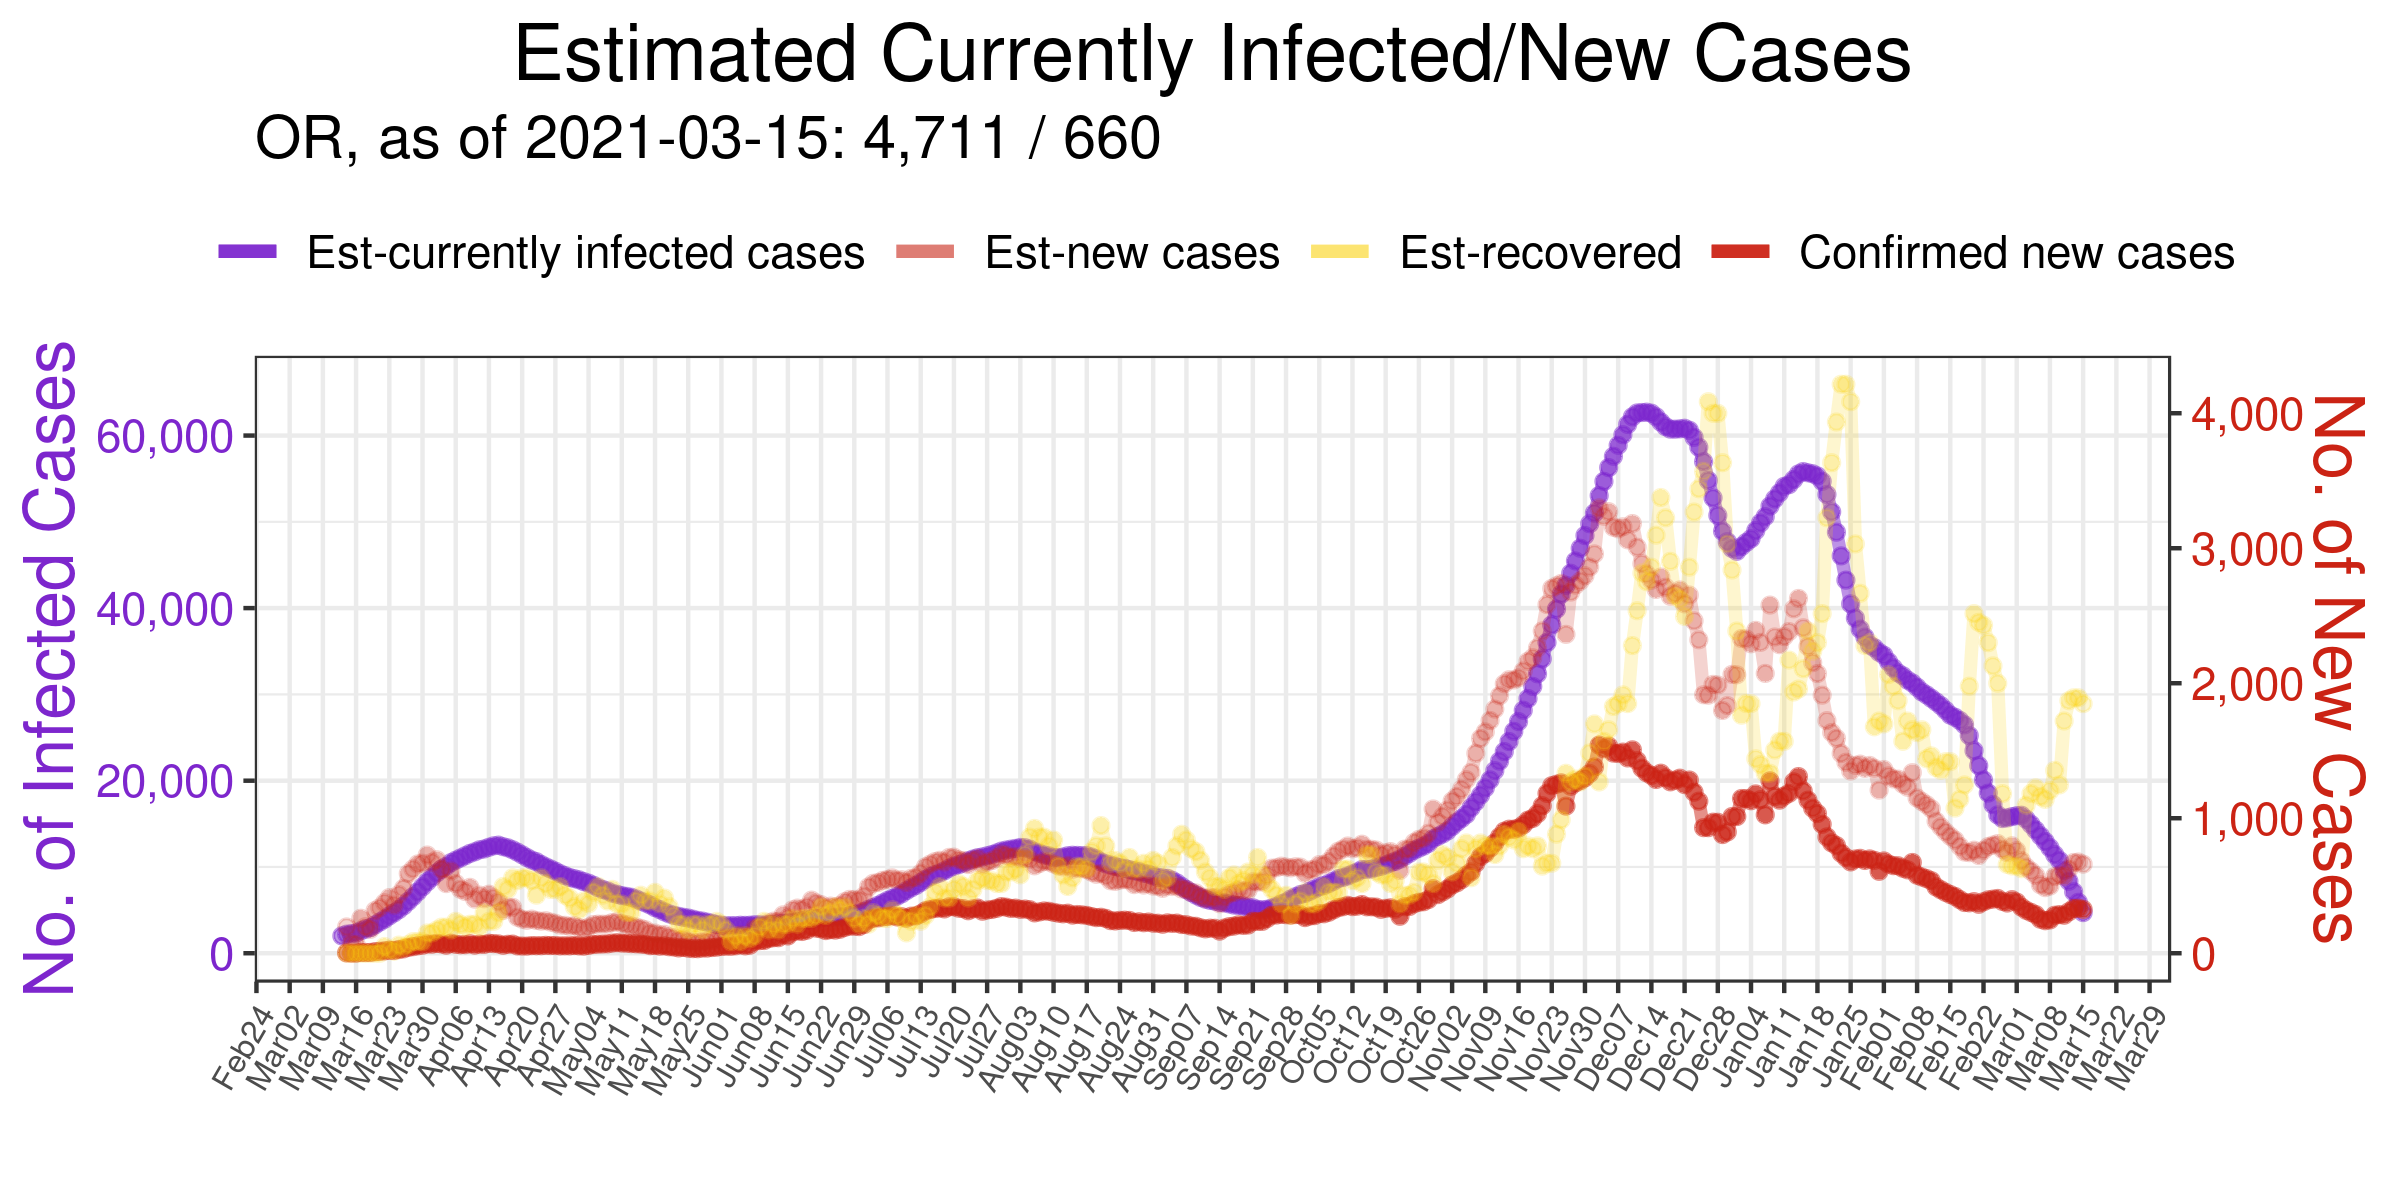 Estimated Currently Infected/New Cases
OR, as of 2021-03-15: 4,711 / 660
Est-currently infected cases Est-new cases Est-recovered Confirmed new cases
No. of Infected Cases
60,000
40,000
20,000
0
4,000
3,000
2,000
1,000
0
No. of New Cases
Feb24 Mar02 Mar09 Mar16 Mar23 Mar30 Apr06 Apr13 Apr20 Apr27 May04 May11 May18 May25 Jun01 Jun08 Jun15 Jun22 Jun29 Jul06 Jul13 Jul20 Jul27 Aug03 Aug10 Aug17 Aug24 Aug31 Sep07 Sep14 Sep21 Sep28 Oct05 Oct12 Oct19 Oct26 Nov02 Nov09 Nov16 Nov23 Nov30 Dec07 Dec14 Dec21 Dec28 Jan04 Jan11 Jan18 Jan25 Feb01 Feb08 Feb15 Feb22 Mar01 Mar08 Mar15 Mar22 Mar29